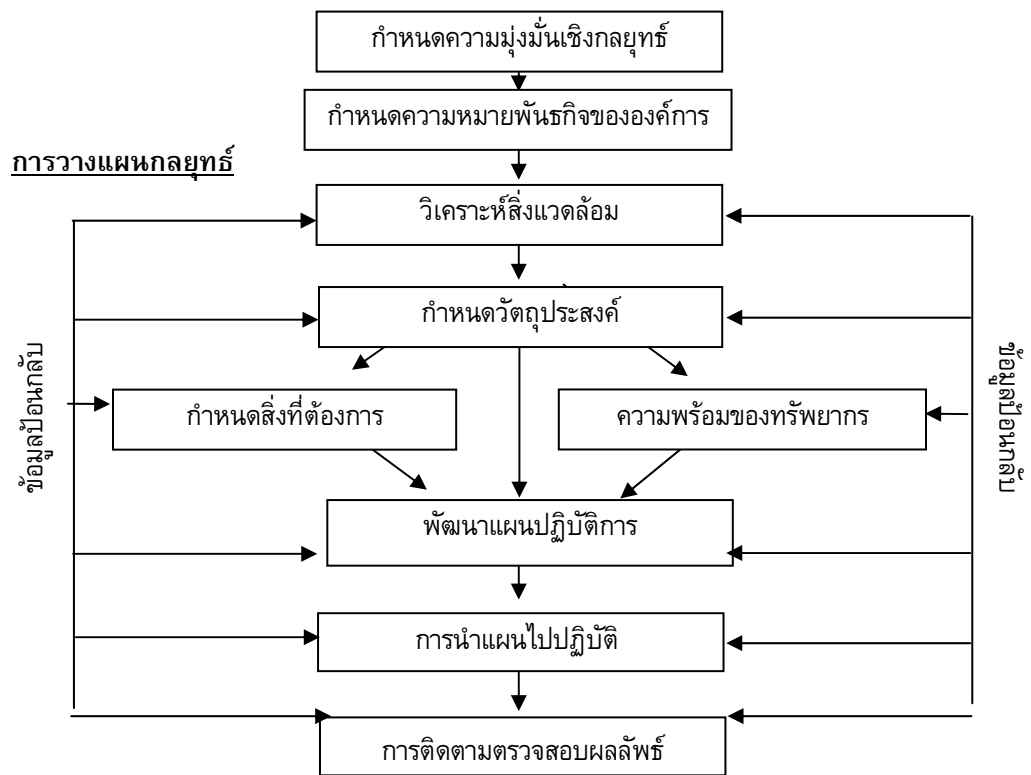 กำหนดความมุ่งมั่นเชิงกลยุทธ์
กำหนดความหมายพันธกิจขององค์การ
การวางแผนกลยุทธ์
วิเคราะห์สิ่งแวดล้อม
กำหนดวัตถุประสงค์
ข้อมูลป้อนกลับ
กำหนดสิ่งที่ต้องการ
ความพร้อมของทรัพยากร
ข้อมูลป้อนกลับ
พัฒนาแผนปฏิบัติการ
การนำแผนไปปฏิบัติ
การติดตามตรวจสอบผลลัพธ์